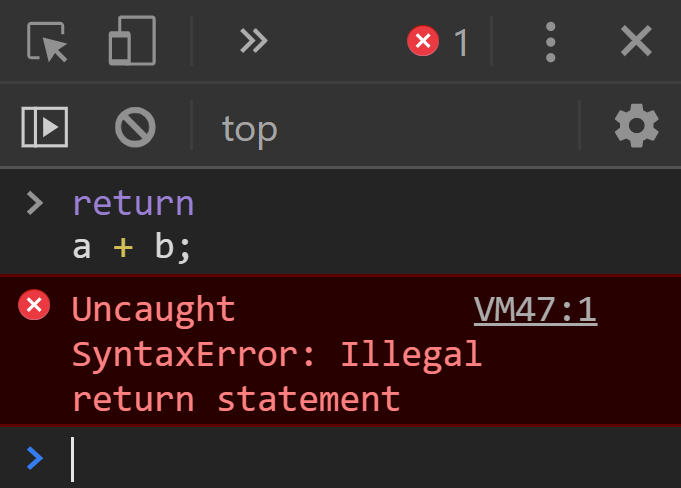 1
top
return
a + b;
Uncaught VM47:1
SyntaxError: Illegal
return statement